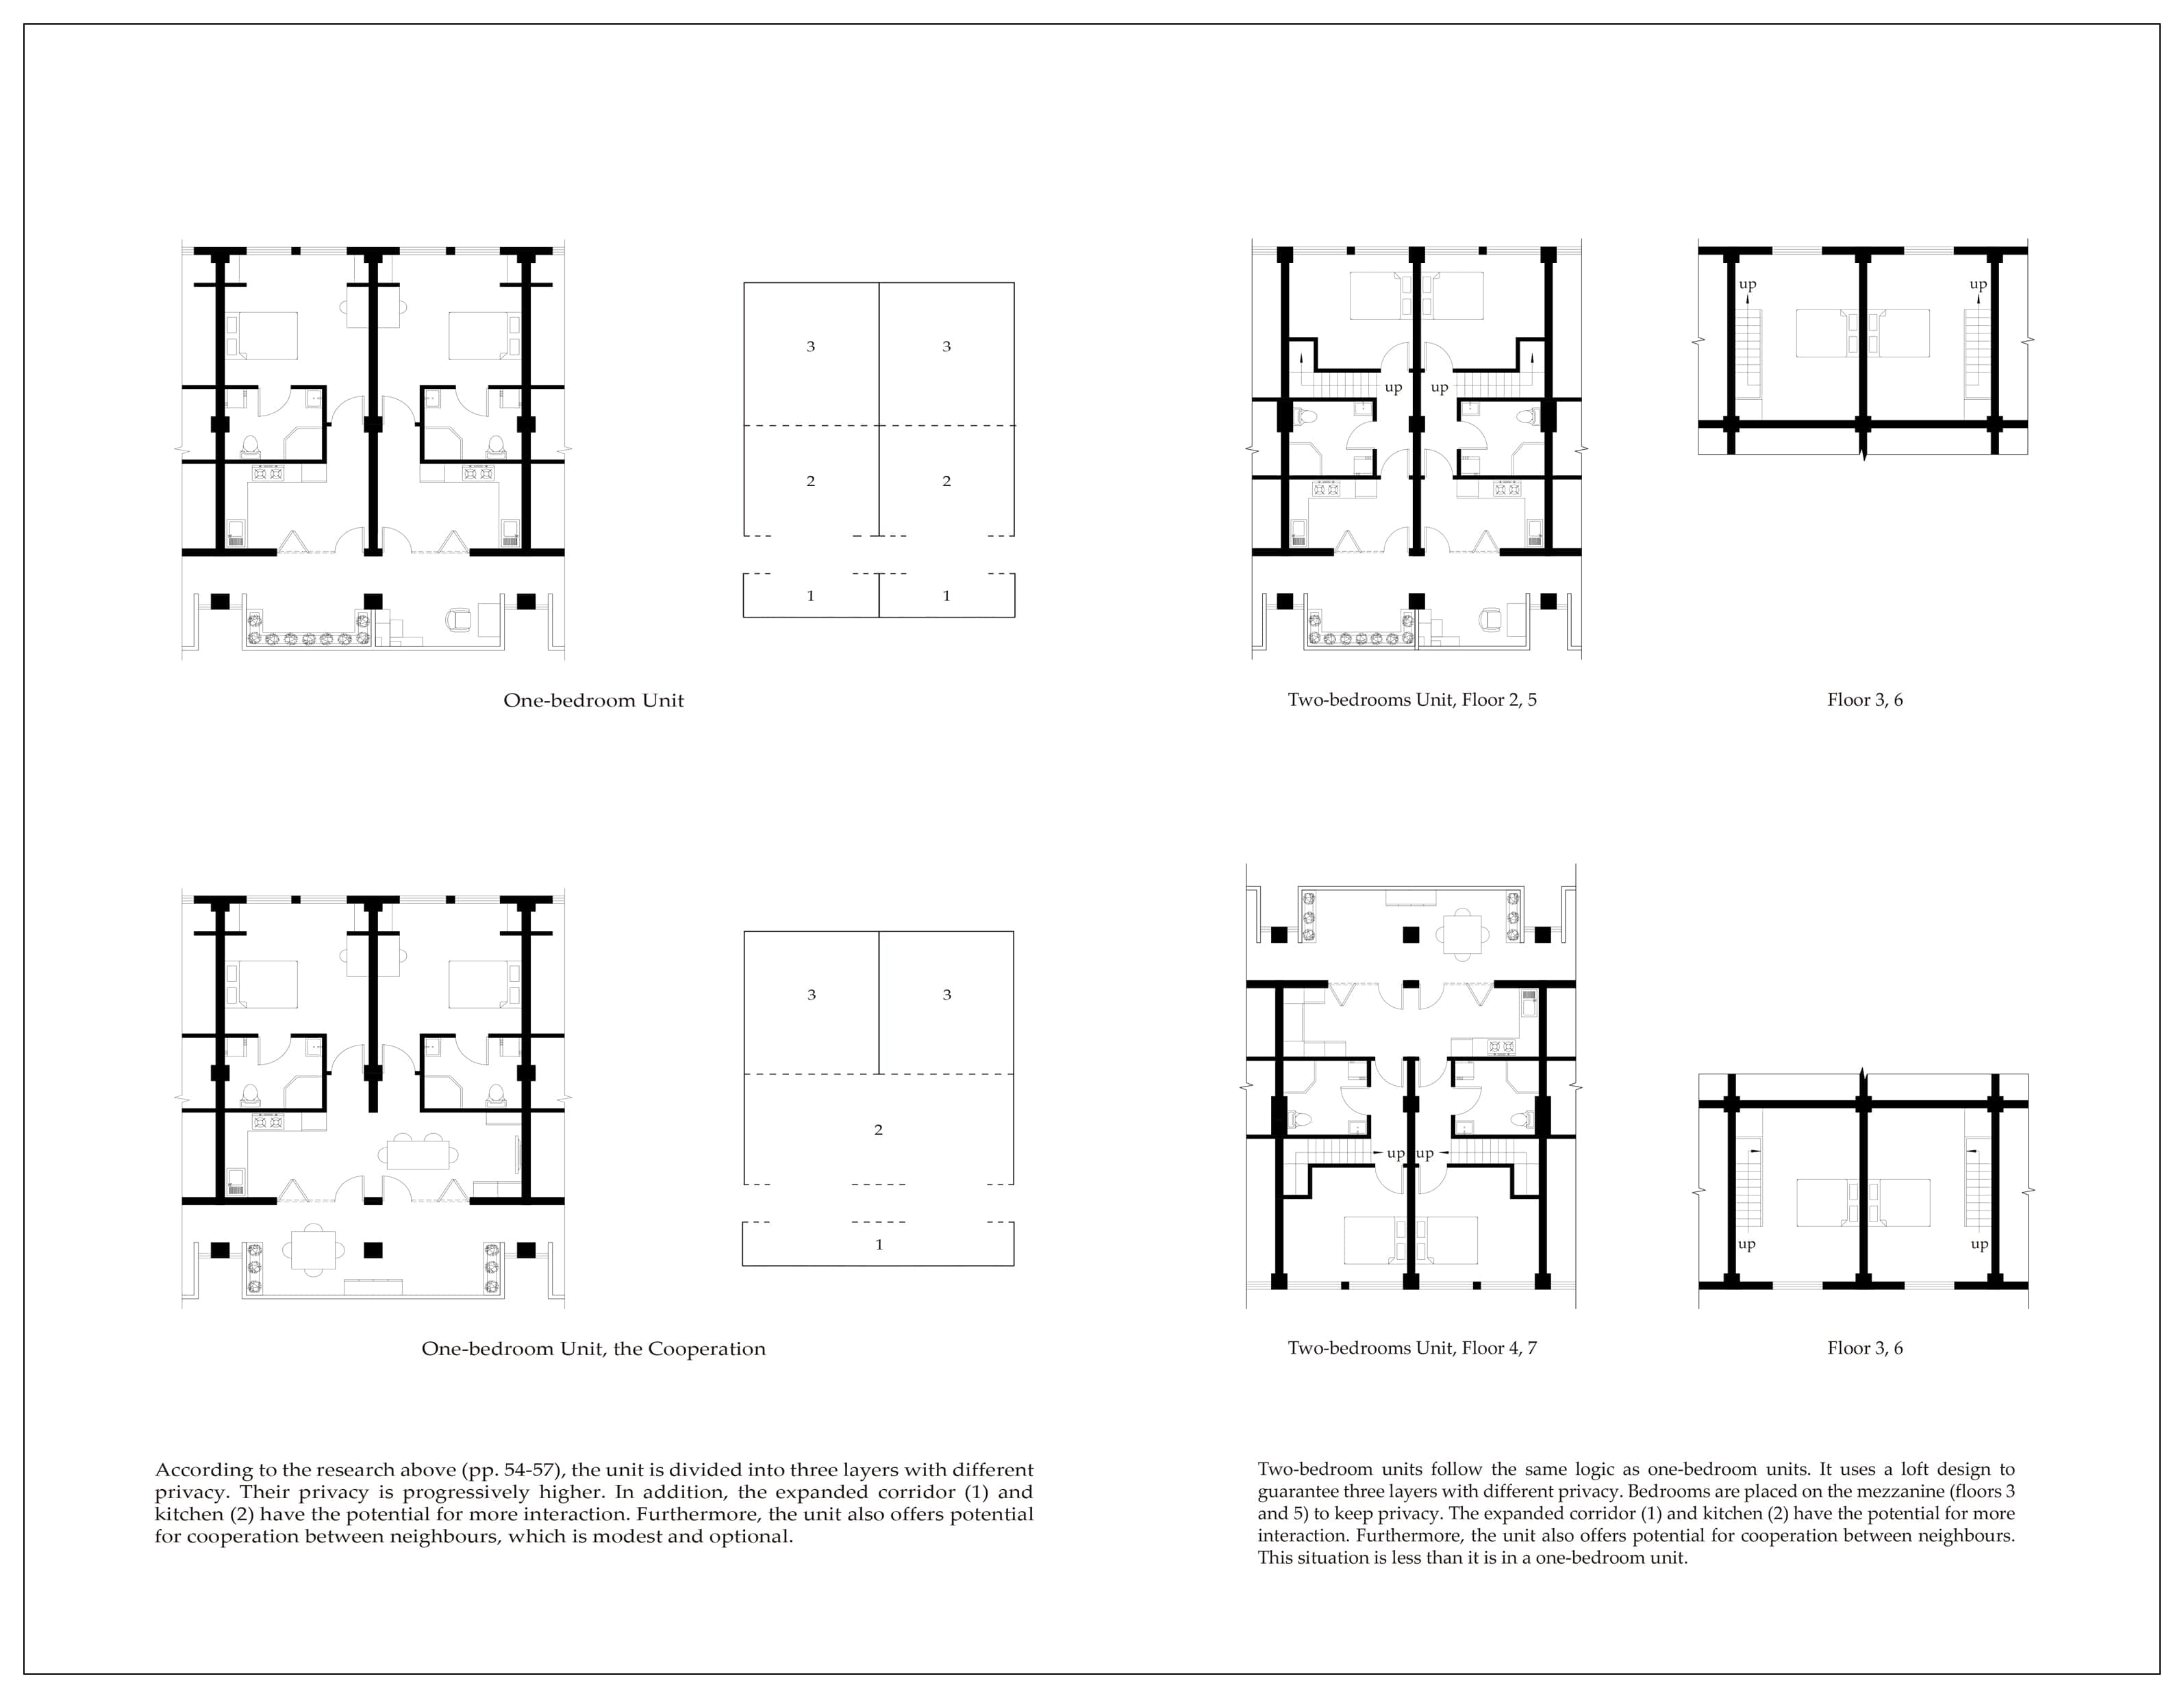 up
up
3
3
up
up
2
2
1
1
One-bedroom Unit
Two-bedrooms Unit, Floor 2, 5
Floor 3, 6
3
3
2
up
up
1
up
up
One-bedroom Unit, the Cooperation
Two-bedrooms Unit, Floor 4, 7
Floor 3, 6
According to the research above (pp. 54-57), the unit is divided into three layers with different
privacy. Their privacy is progressively higher. In addition, the expanded corridor (1) and
kitchen (2) have the potential for more interaction. Furthermore, the unit also offers potential
for cooperation between neighbours, which is modest and optional.
Two-bedroom units follow the same logic as one-bedroom units. It uses a loft design to
guarantee three layers with different privacy. Bedrooms are placed on the mezzanine (floors 3
and 5) to keep privacy. The expanded corridor (1) and kitchen (2) have the potential for more
interaction. Furthermore, the unit also offers potential for cooperation between neighbours.
This situation is less than it is in a one-bedroom unit.